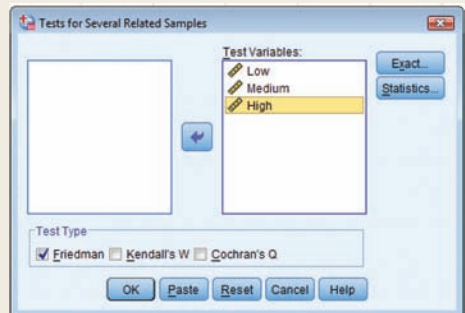 Tests for Several Related Samples
Test Variables:
Low
Medium
High
Exact...
Statistics...
Test Type
Friedman Kendall's W Cochran's Q
OK Paste Reset Cancel Help